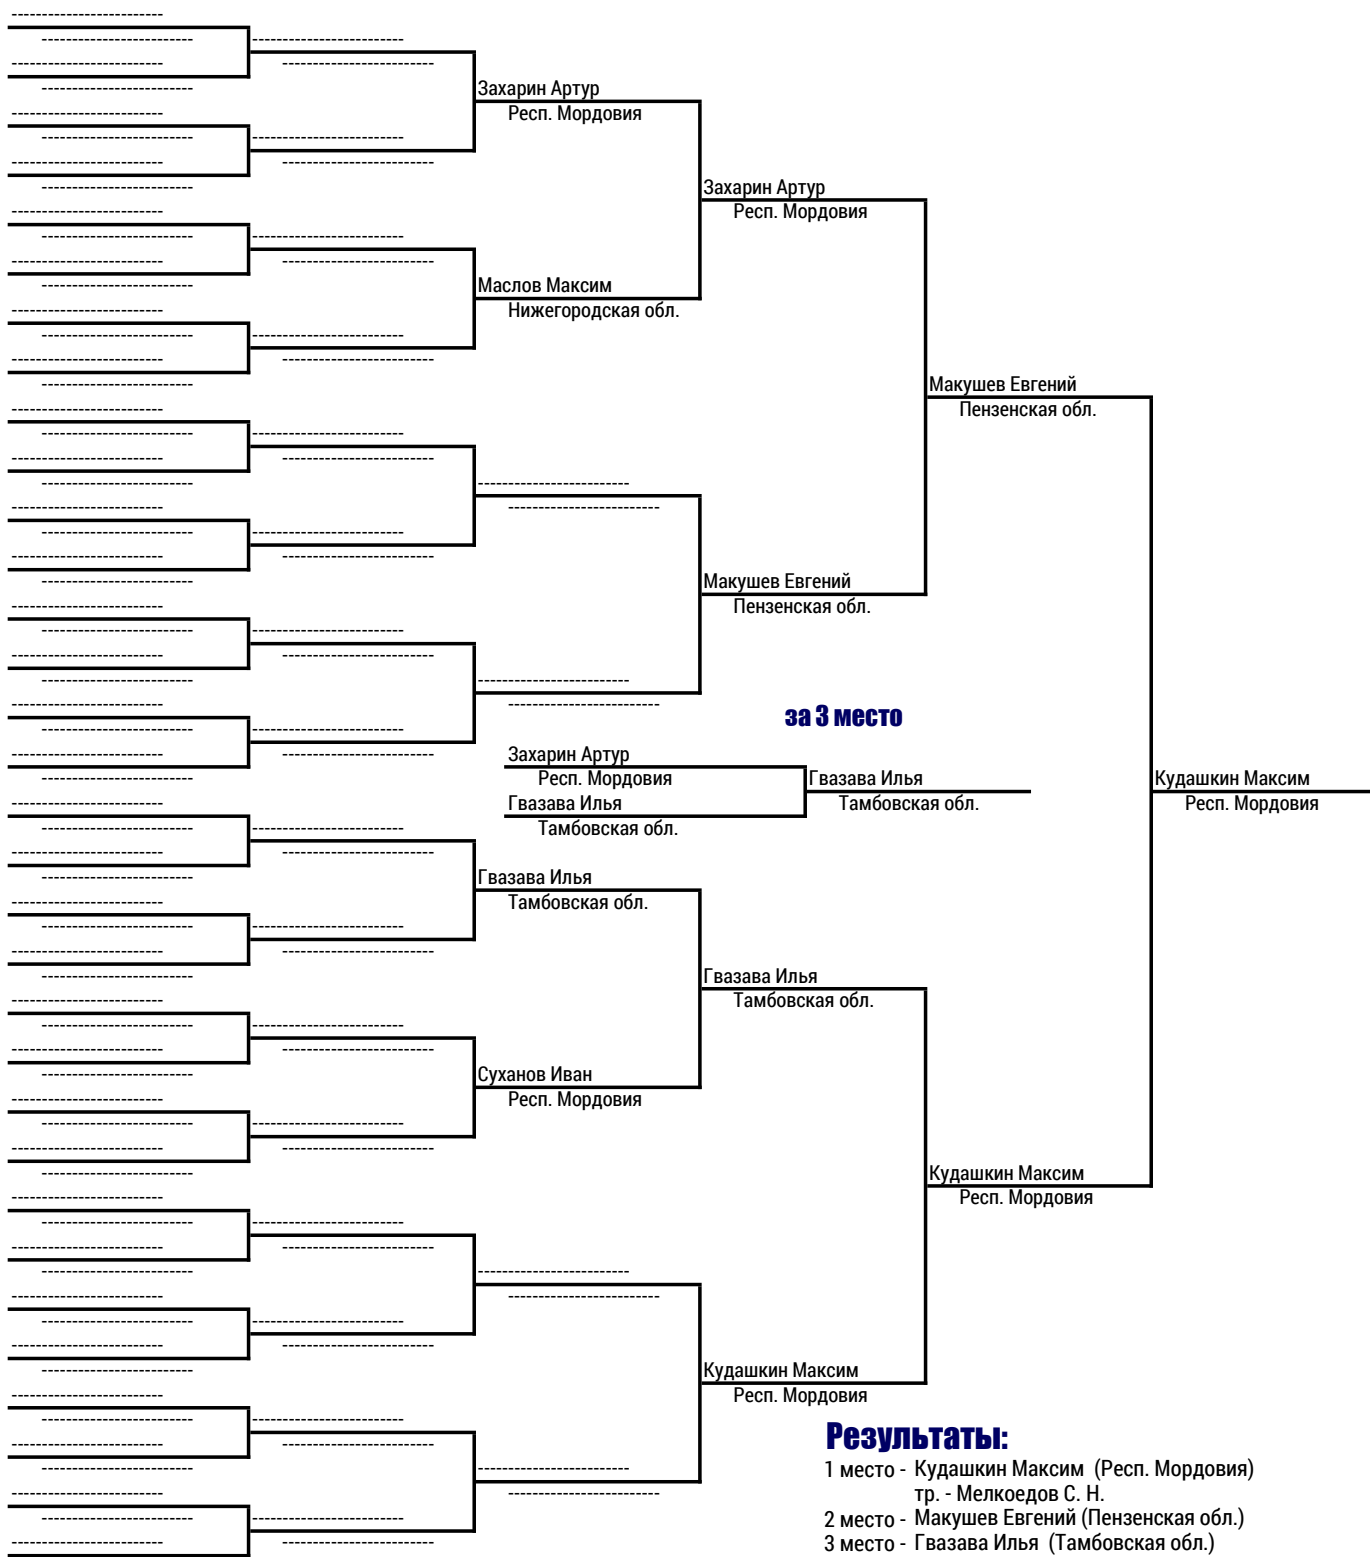 Захарин Артур
Респ. Мордовия
Захарин Артур
Респ. Мордовия
Маслов Максим
Нижегородская обл.
Макушев Евгений
Пензенская обл.
Макушев Евгений
Пензенская обл.
за 3 место
Захарин Артур
Респ. Мордовия
Гвазава Илья
Тамбовская обл.
Гвазава Илья
Тамбовская обл.
Кудашкин Максим
Респ. Мордовия
Гвазава Илья
Тамбовская обл.
Гвазава Илья
Тамбовская обл.
Суханов Иван
Респ. Мордовия
Кудашкин Максим
Респ. Мордовия
Кудашкин Максим
Респ. Мордовия
Результаты:
1 место - Кудашкин Максим (Респ. Мордовия)
тр. - Мелкоедов С. Н.
2 место - Макушев Евгений (Пензенская обл.)
3 место - Гвазава Илья (Тамбовская обл.)